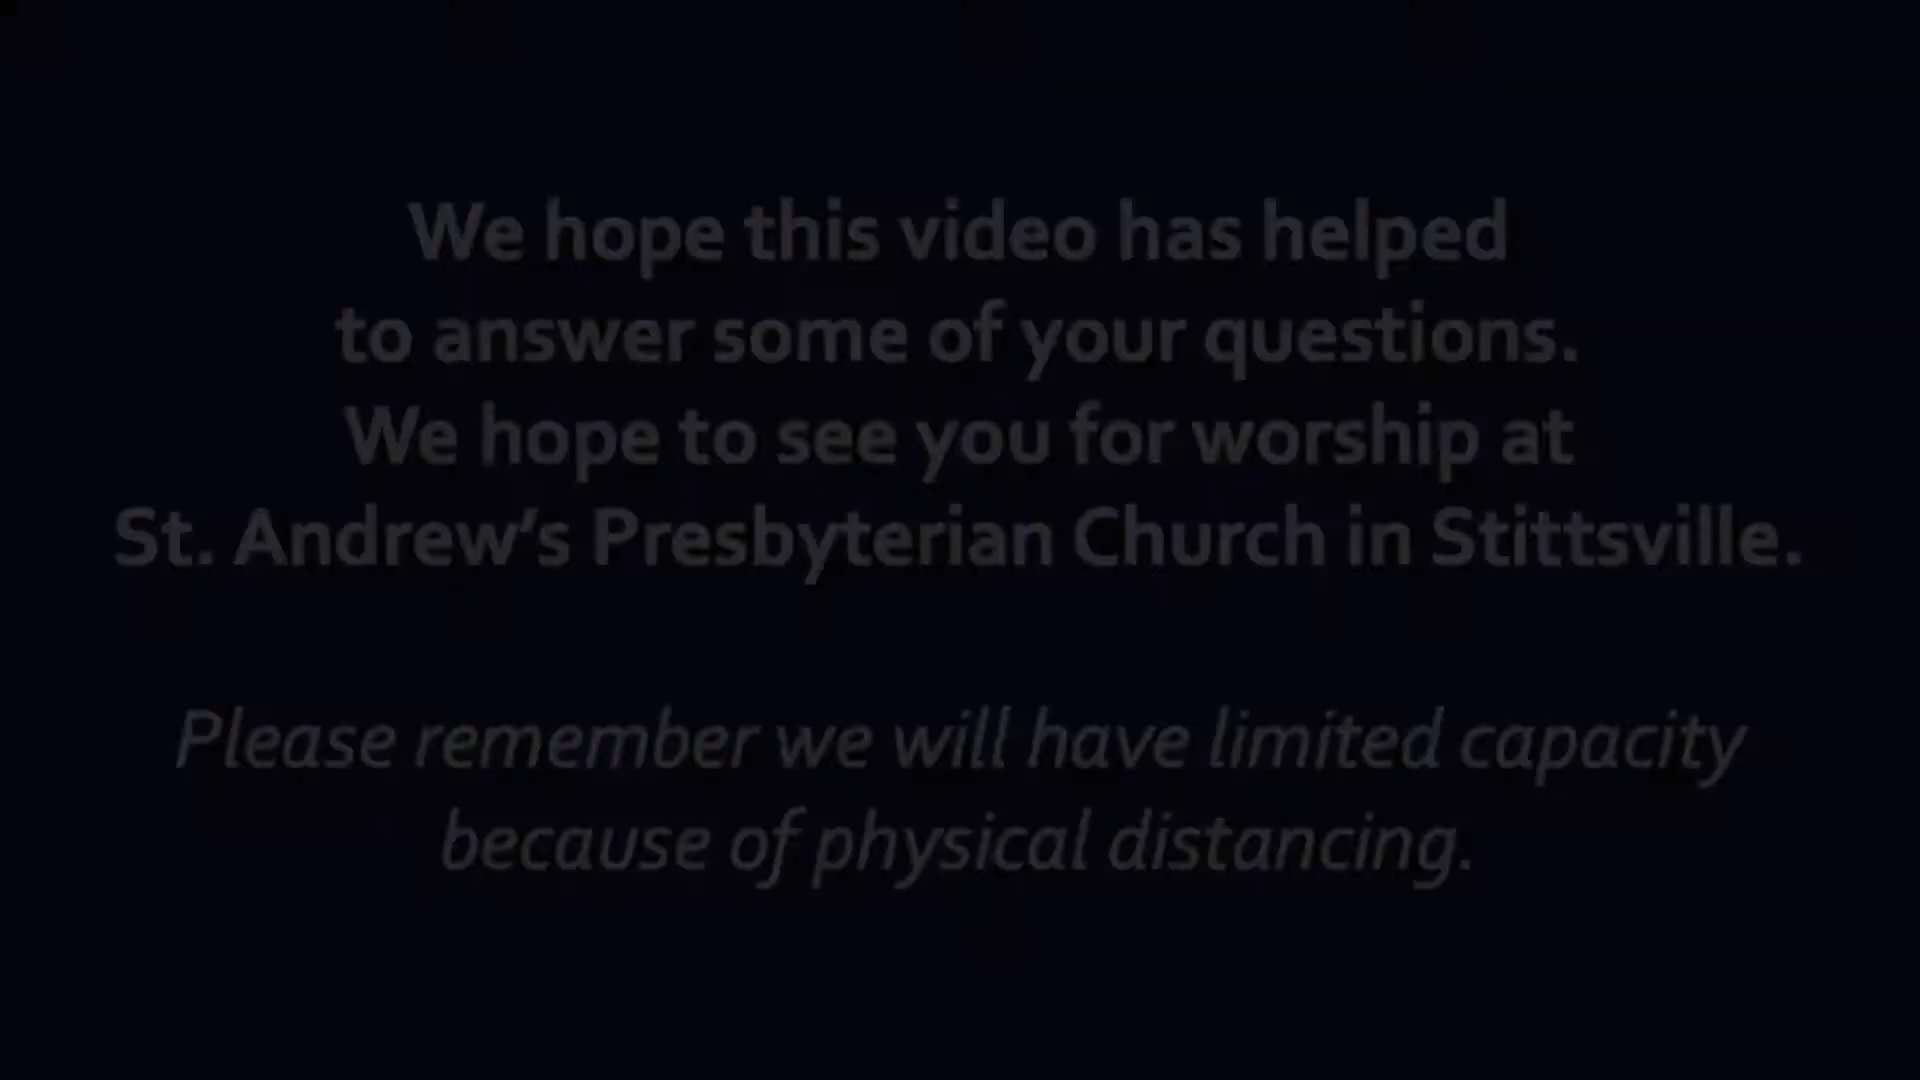 We hope this video has helped
to answer some of your questions.
We hope to see you for worship at
St. Andrew’s Presbyterian Church in Stittsville.
Please remember we will have limited capacity
because of physical distancing.